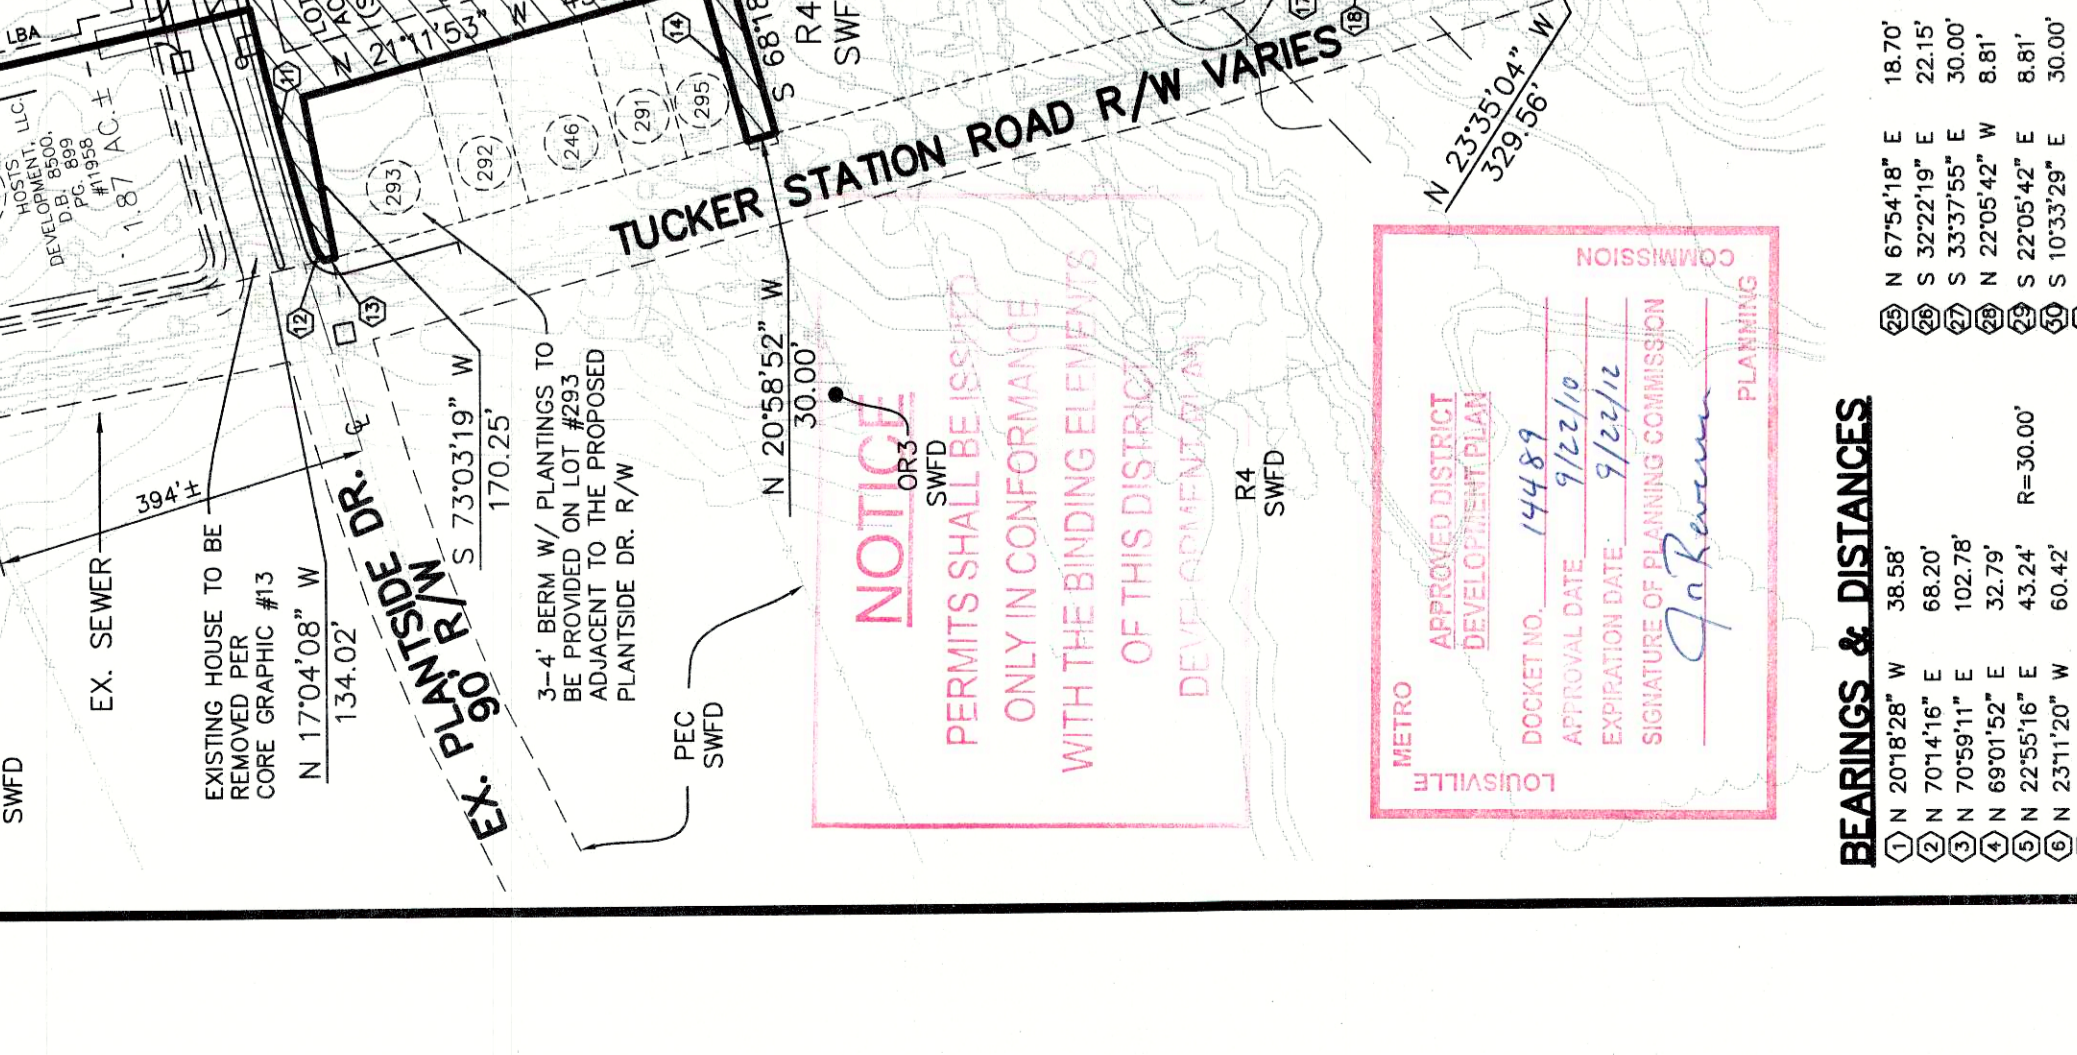 LBA
HOSTS
DEVELOPMENT, LLC.
D.B. 8500,
PG. 899
#11958
1.87 AC.±
N 21°11'53" W
11
12
13
14
17
18
293
292
246
291
295
S 68°18
R4
SWF
TUCKER STATION ROAD R/W VARIES
N 23°35'04" W
329.56'
394'±
EX. SEWER
SWFD
EXISTING HOUSE TO BE
REMOVED PER
CORE GRAPHIC #13
N 17°04'08" W
134.02'
EX. PLANTSIDE DR.
90' R/W
S 73°03'19" W
170.25'
3-4' BERM W/ PLANTINGS TO
BE PROVIDED ON LOT #293
ADJACENT TO THE PROPOSED
PLANTSIDE DR. R/W
PEC
SWFD
N 20°58'52" W
30.00'
OR3
SWFD
NOTICE
PERMITS SHALL BE ISSUED
ONLY IN CONFORMANCE
WITH THE BINDING ELEMENTS
OF THIS DISTRICT
DEVELOPMENT PLAN
R4
SWFD
LOUISVILLE
METRO
PLANNING
COMMISSION
APPROVED DISTRICT
DEVELOPMENT PLAN
DOCKET NO. 14489
APPROVAL DATE 9/22/10
EXPIRATION DATE: 9/22/12
SIGNATURE OF PLANNING COMMISSION
BEARINGS & DISTANCES
1 N 20°18'28" W 38.58'
2 N 70°14'16" E 68.20'
3 N 70°59'11" E 102.78'
4 N 69°01'52" E 32.79'
5 N 22°55'16" E 43.24' R=30.00'
6 N 23°11'20" W 60.42'
25 N 67°54'18" E 18.70'
26 S 32°22'19" E 22.15'
27 S 33°37'55" E 30.00'
28 N 22°05'42" W 8.81'
29 S 22°05'42" E 8.81'
30 S 10°33'29" E 30.00'